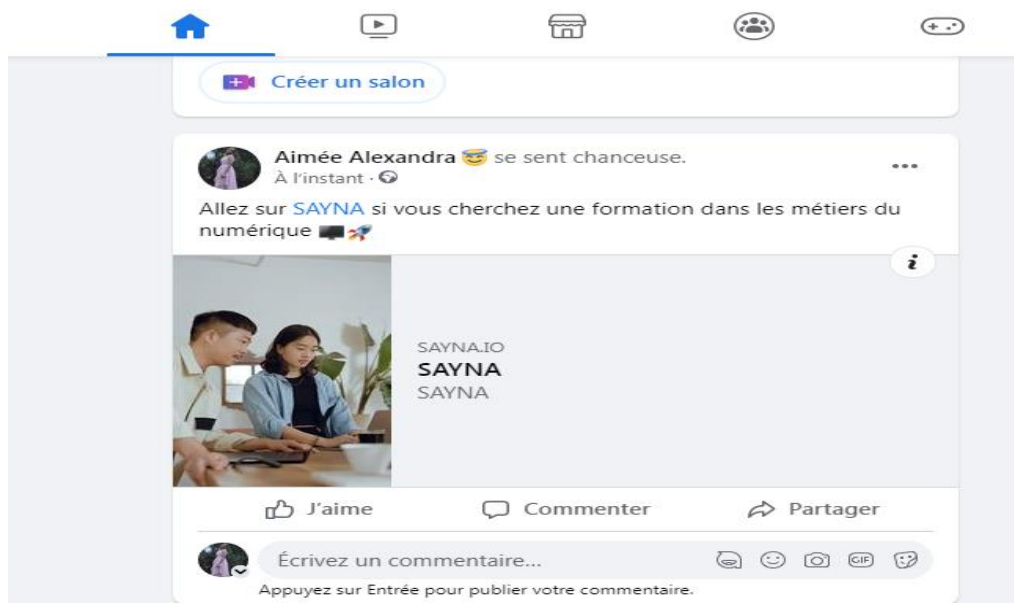 Créer un salon
Aimée Alexandra 😇 se sent chanceuse.
À l'instant ·
Allez sur SAYNA si vous cherchez une formation dans les métiers du
numérique 🖥️🚀
i
SAYNA.IO
SAYNA
SAYNA
J'aime
Commenter
Partager
Écrivez un commentaire...
GIF
Appuyez sur Entrée pour publier votre commentaire.